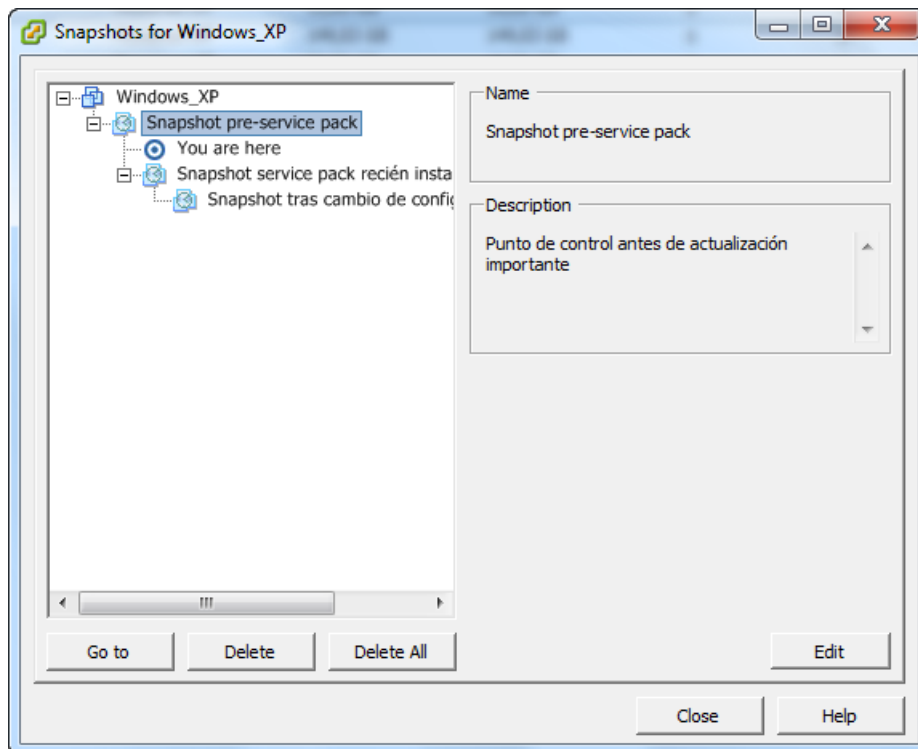 Snapshots for Windows_XP
Windows_XP
Snapshot pre-service pack
You are here
Snapshot service pack recién insta
Snapshot tras cambio de config
Name
Snapshot pre-service pack
Description
Punto de control antes de actualización
importante
Go to
Delete
Delete All
Edit
Close
Help